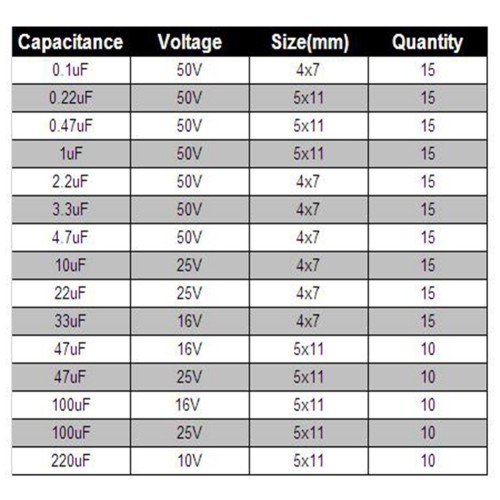 Capacitance Voltage Size(mm) Quantity
0.1uF 50V 4x7 15
0.22uF 50V 5x11 15
0.47uF 50V 5x11 15
1uF 50V 5x11 15
2.2uF 50V 4x7 15
3.3uF 50V 4x7 15
4.7uF 50V 4x7 15
10uF 25V 4x7 15
22uF 25V 4x7 15
33uF 16V 4x7 15
47uF 16V 5x11 10
47uF 25V 5x11 10
100uF 16V 5x11 10
100uF 25V 5x11 10
220uF 10V 5x11 10